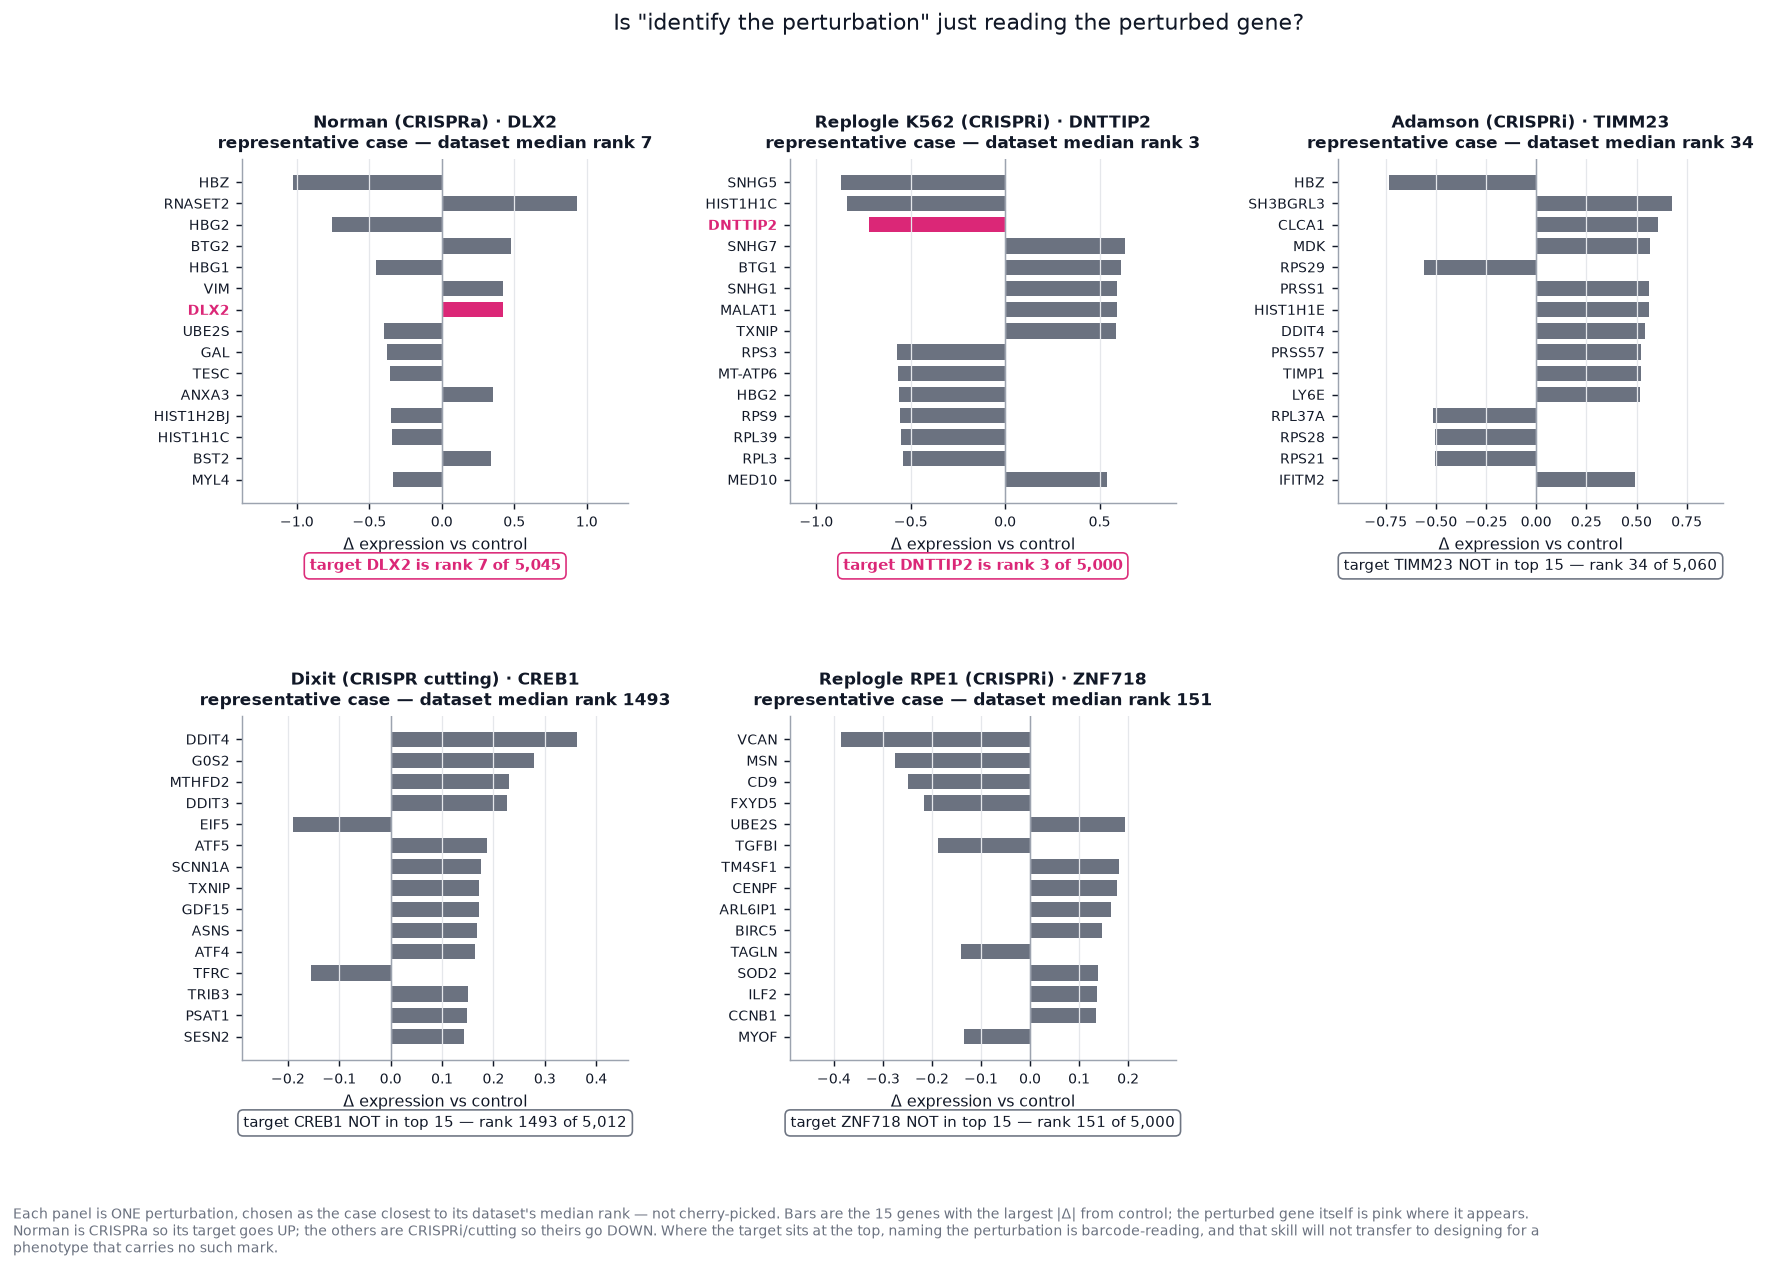 Is "identify the perturbation" just reading the perturbed gene?
Norman (CRISPRa) · DLX2
representative case — dataset median rank 7
HBZ
RNASET2
HBG2
BTG2
HBG1
VIM
DLX2
UBE2S
GAL
TESC
ANXA3
HIST1H2BJ
HIST1H1C
BST2
MYL4
−1.0 −0.5 0.0 0.5 1.0
Δ expression vs control
target DLX2 is rank 7 of 5,045
Replogle K562 (CRISPRi) · DNTTIP2
representative case — dataset median rank 3
SNHG5
HIST1H1C
DNTTIP2
SNHG7
BTG1
SNHG1
MALAT1
TXNIP
RPS3
MT-ATP6
HBG2
RPS9
RPL39
RPL3
MED10
−1.0 −0.5 0.0 0.5
Δ expression vs control
target DNTTIP2 is rank 3 of 5,000
Adamson (CRISPRi) · TIMM23
representative case — dataset median rank 34
HBZ
SH3BGRL3
CLCA1
MDK
RPS29
PRSS1
HIST1H1E
DDIT4
PRSS57
TIMP1
LY6E
RPL37A
RPS28
RPS21
IFITM2
−0.75 −0.50 −0.25 0.00 0.25 0.50 0.75
Δ expression vs control
target TIMM23 NOT in top 15 — rank 34 of 5,060
Dixit (CRISPR cutting) · CREB1
representative case — dataset median rank 1493
DDIT4
G0S2
MTHFD2
DDIT3
EIF5
ATF5
SCNN1A
TXNIP
GDF15
ASNS
ATF4
TFRC
TRIB3
PSAT1
SESN2
−0.2 −0.1 0.0 0.1 0.2 0.3 0.4
Δ expression vs control
target CREB1 NOT in top 15 — rank 1493 of 5,012
Replogle RPE1 (CRISPRi) · ZNF718
representative case — dataset median rank 151
VCAN
MSN
CD9
FXYD5
UBE2S
TGFBI
TM4SF1
CENPF
ARL6IP1
BIRC5
TAGLN
SOD2
ILF2
CCNB1
MYOF
−0.4 −0.3 −0.2 −0.1 0.0 0.1 0.2
Δ expression vs control
target ZNF718 NOT in top 15 — rank 151 of 5,000
Each panel is ONE perturbation, chosen as the case closest to its dataset's median rank — not cherry-picked. Bars are the 15 genes with the largest |Δ| from control; the perturbed gene itself is pink where it appears.
Norman is CRISPRa so its target goes UP; the others are CRISPRi/cutting so theirs go DOWN. Where the target sits at the top, naming the perturbation is barcode-reading, and that skill will not transfer to designing for a
phenotype that carries no such mark.